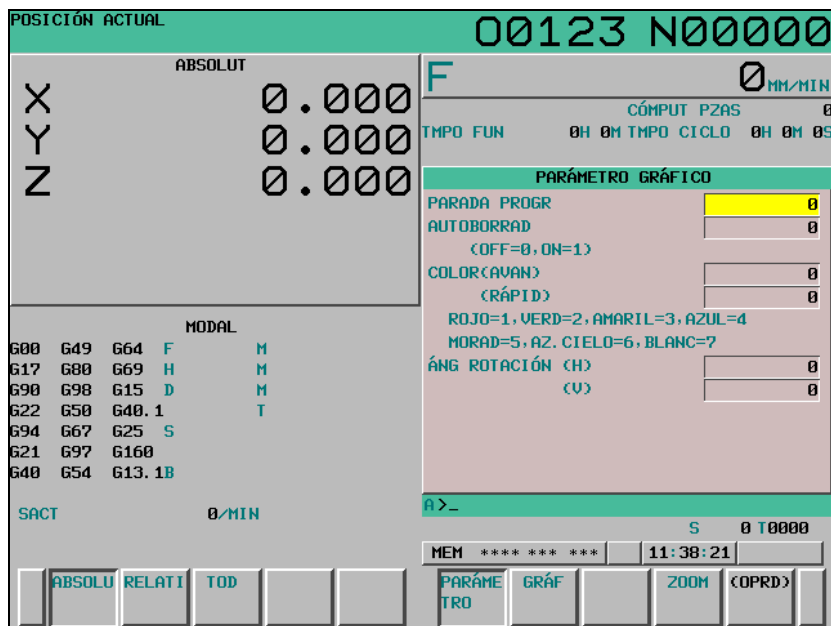 POSICIÓN ACTUAL
O0123 N00000
ABSOLUT
X 0.000
Y 0.000
Z 0.000
F 0 MM/MIN
CÓMPUT PZAS 0
TMPO FUN 0H 0M TMPO CICLO 0H 0M 0S
PARÁMETRO GRÁFICO
PARADA PROGR 0
AUTOBORRAD 0
(OFF=0,ON=1)
COLOR(AVAN) 0
(RÁPID) 0
ROJO=1,VERD=2,AMARIL=3,AZUL=4
MORAD=5,AZ.CIELO=6,BLANC=7
ÁNG ROTACIÓN (H) 0
(V) 0
MODAL
G00 G49 G64 F M
G17 G80 G69 H M
G90 G98 G15 D M
G22 G50 G40.1 T
G94 G67 G25 S
G21 G97 G160
G40 G54 G13.1B
SACT 0/MIN
A>_
S 0 T0000
MEM **** *** *** 11:38:21
ABSOLU RELATI TOD
PARÁME
TRO
GRÁF ZOOM (OPRD)